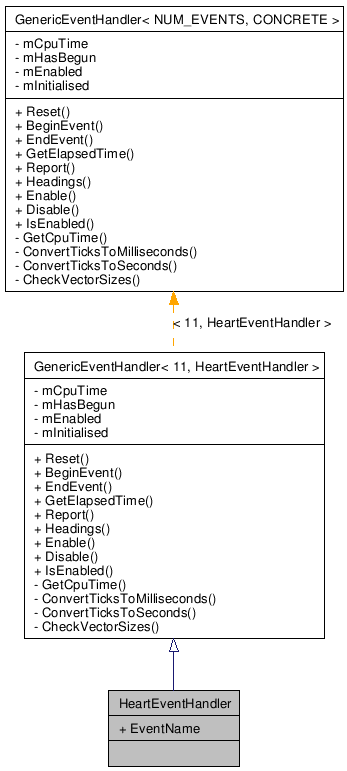 GenericEventHandler< NUM_EVENTS, CONCRETE >
- mCpuTime
- mHasBegun
- mEnabled
- mInitialised
+ Reset()
+ BeginEvent()
+ EndEvent()
+ GetElapsedTime()
+ Report()
+ Headings()
+ Enable()
+ Disable()
+ IsEnabled()
- GetCpuTime()
- ConvertTicksToMilliseconds()
- ConvertTicksToSeconds()
- CheckVectorSizes()
< 11, HeartEventHandler >
GenericEventHandler< 11, HeartEventHandler >
- mCpuTime
- mHasBegun
- mEnabled
- mInitialised
+ Reset()
+ BeginEvent()
+ EndEvent()
+ GetElapsedTime()
+ Report()
+ Headings()
+ Enable()
+ Disable()
+ IsEnabled()
- GetCpuTime()
- ConvertTicksToMilliseconds()
- ConvertTicksToSeconds()
- CheckVectorSizes()
HeartEventHandler
+ EventName